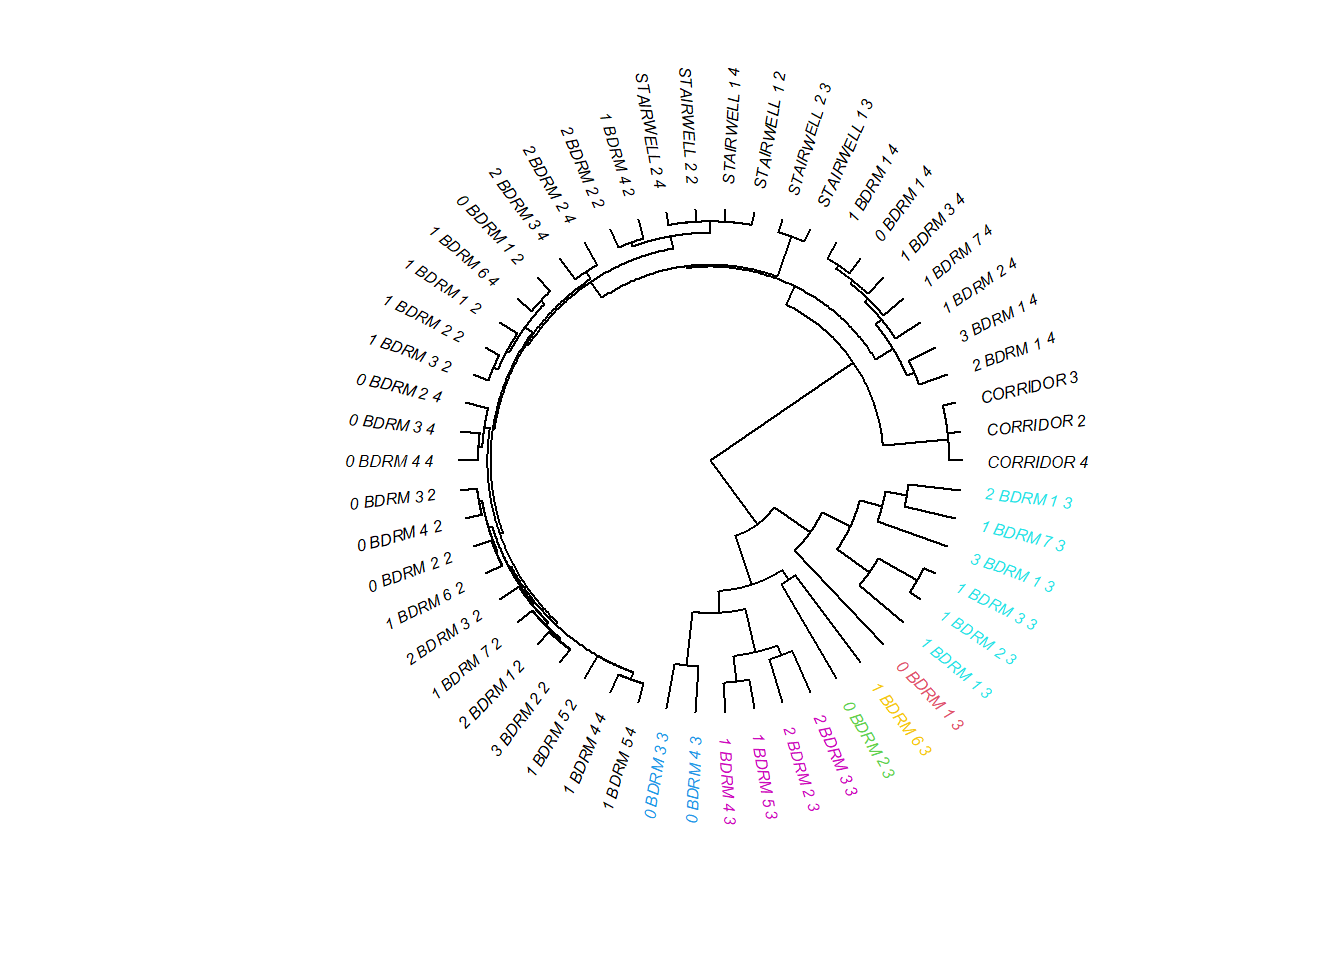 STAIRWELL 1 4
STAIRWELL 1 2
STAIRWELL 2 3
STAIRWELL 1 3
1 BDRM 1 4
0 BDRM 1 4
1 BDRM 3 4
1 BDRM 7 4
1 BDRM 2 4
3 BDRM 1 4
2 BDRM 1 4
CORRIDOR 3
CORRIDOR 2
CORRIDOR 4
2 BDRM 1 3
1 BDRM 7 3
3 BDRM 1 3
1 BDRM 3 3
1 BDRM 2 3
1 BDRM 1 3
0 BDRM 1 3
1 BDRM 6 3
0 BDRM 2 3
2 BDRM 3 3
2 BDRM 2 3
1 BDRM 5 3
1 BDRM 4 3
0 BDRM 4 3
0 BDRM 3 3
1 BDRM 5 4
1 BDRM 4 4
1 BDRM 5 2
3 BDRM 2 2
2 BDRM 1 2
1 BDRM 7 2
2 BDRM 3 2
1 BDRM 6 2
0 BDRM 2 2
0 BDRM 4 2
0 BDRM 3 2
0 BDRM 4 4
0 BDRM 3 4
0 BDRM 2 4
1 BDRM 3 2
1 BDRM 2 2
1 BDRM 1 2
1 BDRM 6 4
0 BDRM 1 2
2 BDRM 3 4
2 BDRM 2 4
2 BDRM 2 2
1 BDRM 4 2
STAIRWELL 2 4
STAIRWELL 2 2